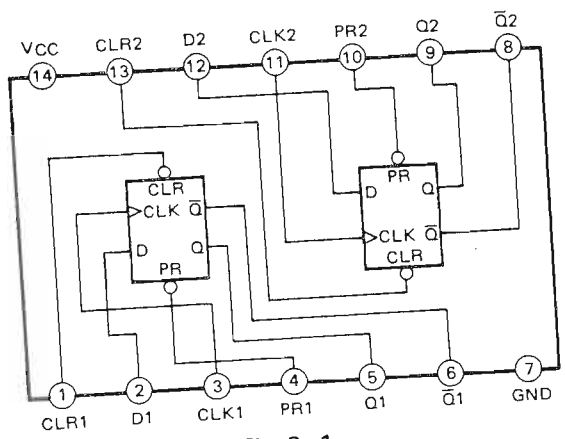 VCC CLR2 D2 CLK2 PR2 Q2 Q̅2
14 13 12 11 10 9 8
CLR
CLK Q̅
D Q
PR
PR
D Q
CLK Q̅
CLR
1 2 3 4 5 6 7
CLR1 D1 CLK1 PR1 Q1 Q̅1 GND